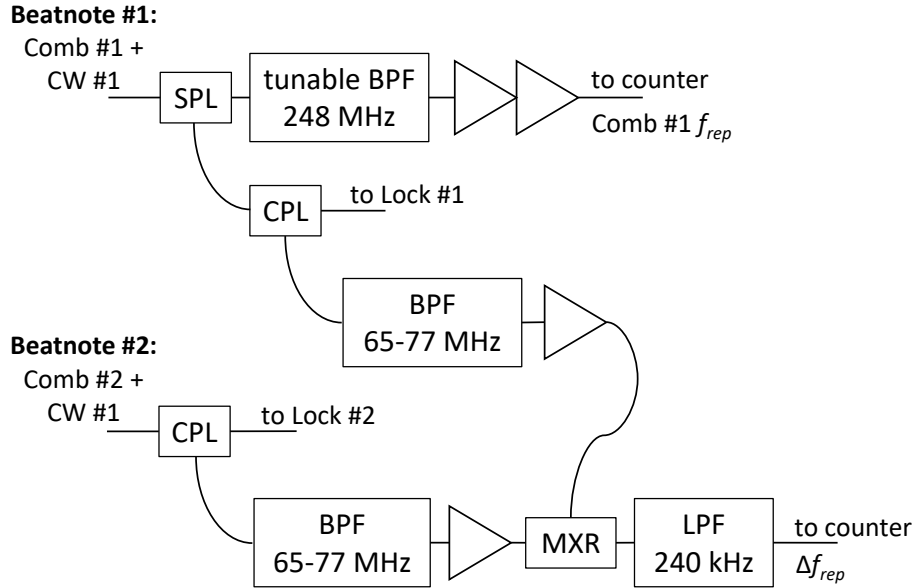 Beatnote #1:
Comb #1 +
CW #1
SPL
tunable BPF
248 MHz
to counter
Comb #1 frep
CPL
to Lock #1
BPF
65-77 MHz
Beatnote #2:
Comb #2 +
CW #1
CPL
to Lock #2
BPF
65-77 MHz
MXR
LPF
240 kHz
to counter
Δfrep